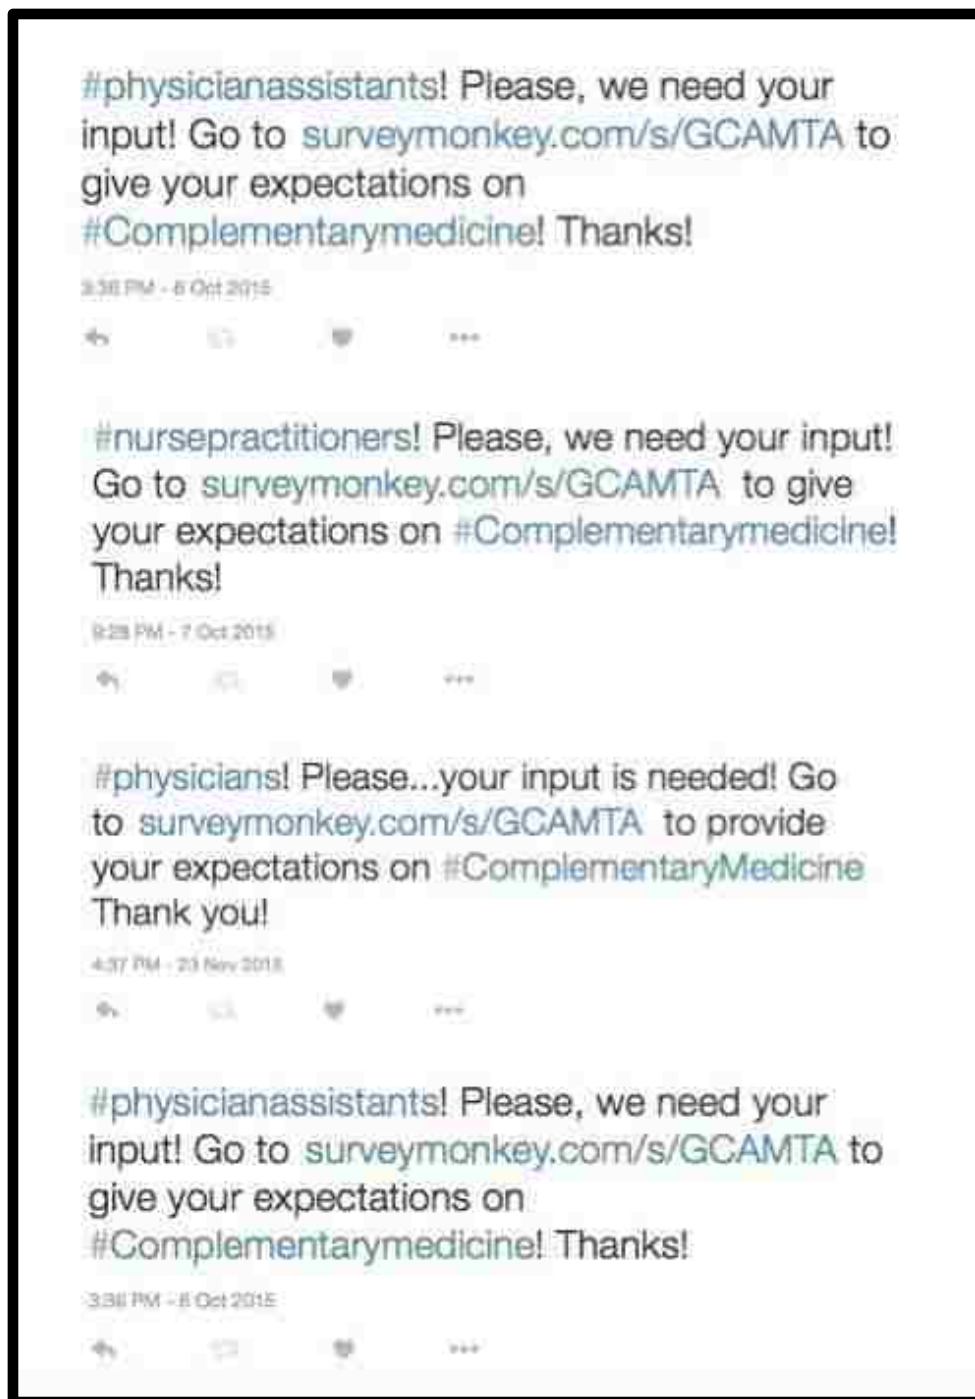 #physicianassistants! Please, we need your
input! Go to surveymonkey.com/s/GCAMTA to
give your expectations on
#Complementarymedicine! Thanks!
3:36 PM - 6 Oct 2015
#nursepractitioners! Please, we need your input!
Go to surveymonkey.com/s/GCAMTA to give
your expectations on #Complementarymedicine!
Thanks!
9:28 PM - 7 Oct 2015
#physicians! Please...your input is needed! Go
to surveymonkey.com/s/GCAMTA to provide
your expectations on #ComplementaryMedicine
Thank you!
4:37 PM - 23 Nov 2015
#physicianassistants! Please, we need your
input! Go to surveymonkey.com/s/GCAMTA to
give your expectations on
#Complementarymedicine! Thanks!
3:36 PM - 6 Oct 2015